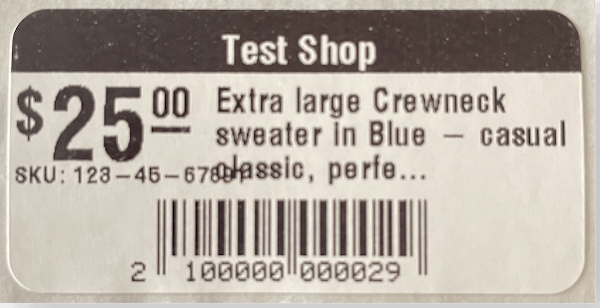 Test Shop
$25.00
Extra large Crewneck
sweater in Blue – casual
classic, perfe...
SKU: 123-45-678
2 100000 000029